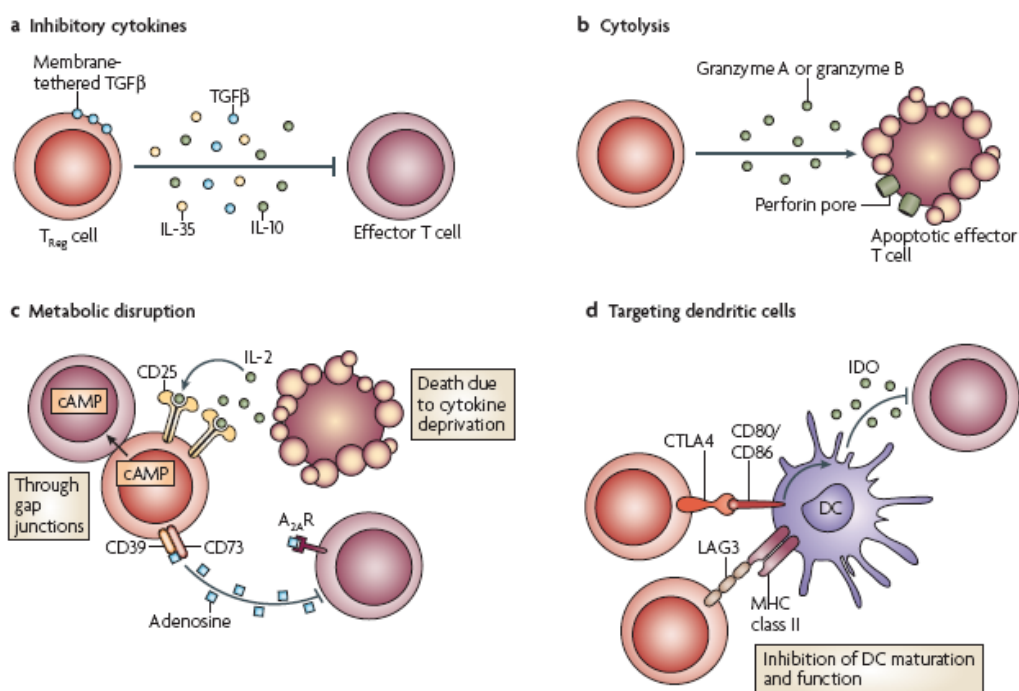 a Inhibitory cytokines
Membrane-
tethered TGFβ
TGFβ
IL-35
IL-10
T_Reg cell
Effector T cell
b Cytolysis
Granzyme A or granzyme B
Perforin pore
Apoptotic effector
T cell
c Metabolic disruption
IL-2
CD25
cAMP
Death due
to cytokine
deprivation
cAMP
Through
gap
junctions
A2AR
CD39
CD73
Adenosine
d Targeting dendritic cells
IDO
CTLA4
CD80/
CD86
DC
LAG3
MHC
class II
Inhibition of DC maturation
and function